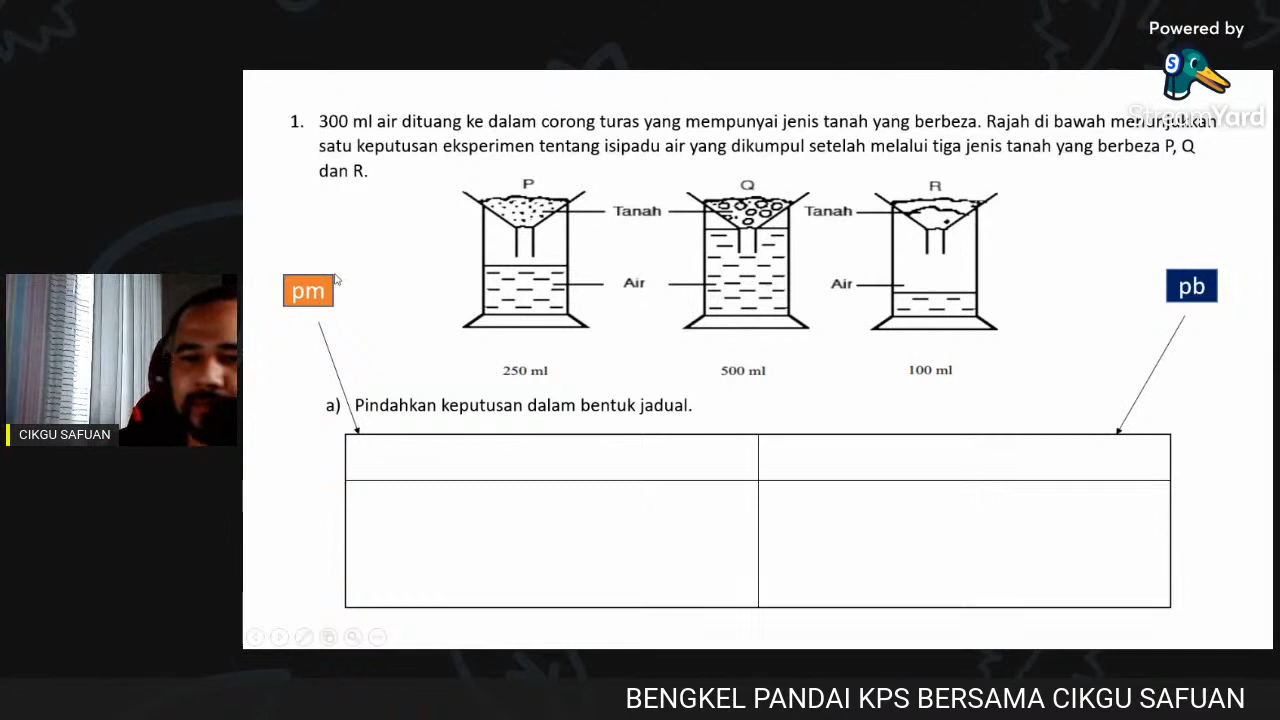 Powered by
StreamYard
1. 300 ml air dituang ke dalam corong turas yang mempunyai jenis tanah yang berbeza. Rajah di bawah menunjukkan
satu keputusan eksperimen tentang isipadu air yang dikumpul setelah melalui tiga jenis tanah yang berbeza P, Q
dan R.
P Q R
Tanah Tanah
pm Air Air pb
250 ml 500 ml 100 ml
a) Pindahkan keputusan dalam bentuk jadual.
CIKGU SAFUAN
BENGKEL PANDAI KPS BERSAMA CIKGU SAFUAN